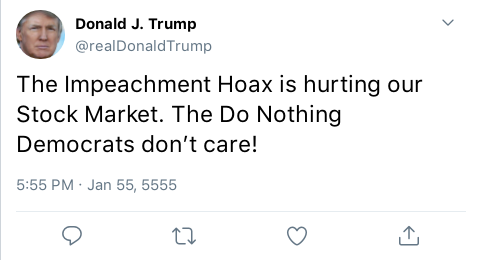 Donald J. Trump
@realDonaldTrump
The Impeachment Hoax is hurting our
Stock Market. The Do Nothing
Democrats don’t care!
5:55 PM · Jan 55, 5555